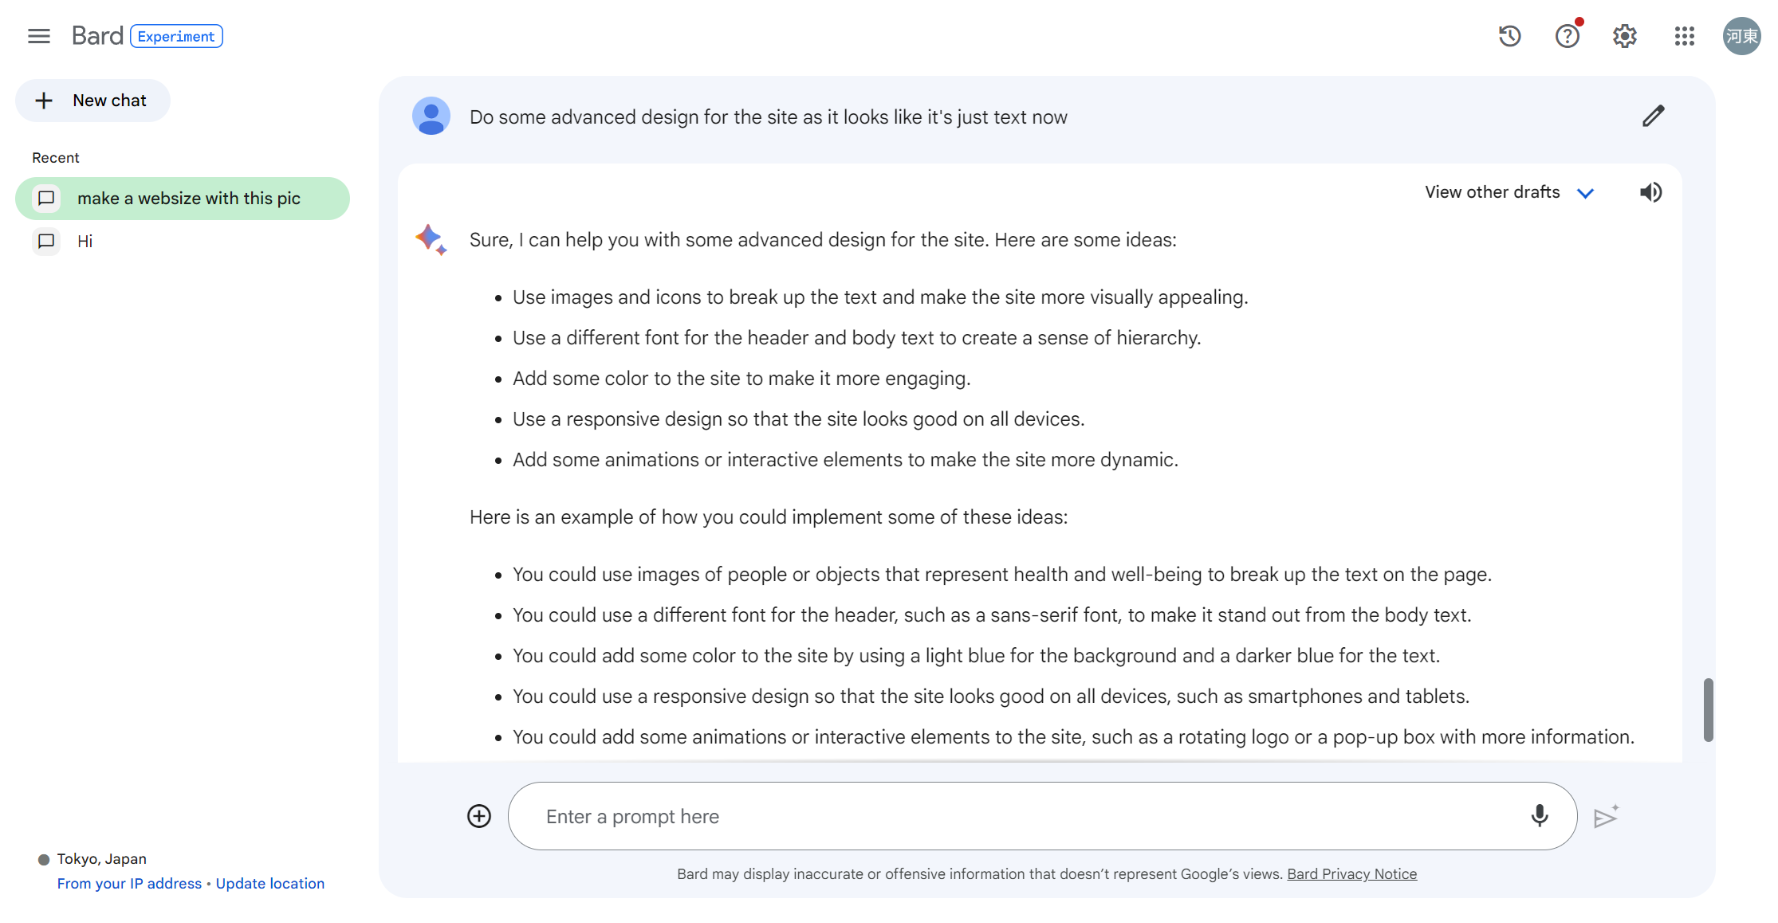 Bard Experiment
河東
New chat
Recent
make a websize with this pic
Hi
Do some advanced design for the site as it looks like it's just text now
View other drafts
Sure, I can help you with some advanced design for the site. Here are some ideas:
• Use images and icons to break up the text and make the site more visually appealing.
• Use a different font for the header and body text to create a sense of hierarchy.
• Add some color to the site to make it more engaging.
• Use a responsive design so that the site looks good on all devices.
• Add some animations or interactive elements to make the site more dynamic.
Here is an example of how you could implement some of these ideas:
• You could use images of people or objects that represent health and well-being to break up the text on the page.
• You could use a different font for the header, such as a sans-serif font, to make it stand out from the body text.
• You could add some color to the site by using a light blue for the background and a darker blue for the text.
• You could use a responsive design so that the site looks good on all devices, such as smartphones and tablets.
• You could add some animations or interactive elements to the site, such as a rotating logo or a pop-up box with more information.
Enter a prompt here
Tokyo, Japan
From your IP address • Update location
Bard may display inaccurate or offensive information that doesn’t represent Google’s views. Bard Privacy Notice